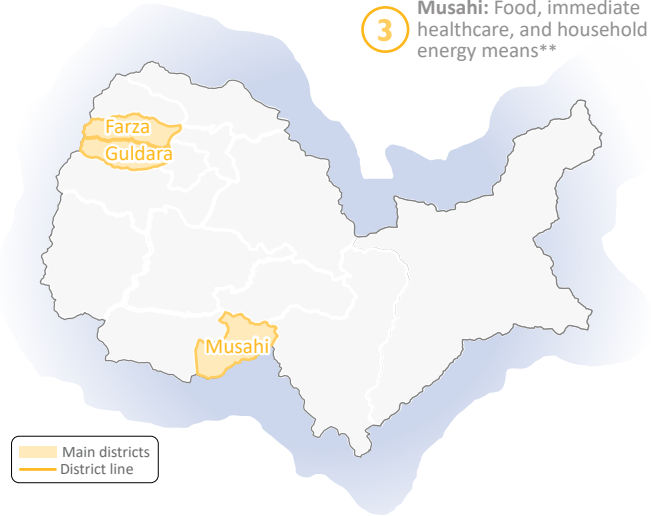 Musahi: Food, immediate
3
healthcare, and household
energy means**
Farza
Guldara
Musahi
Main districts
District line